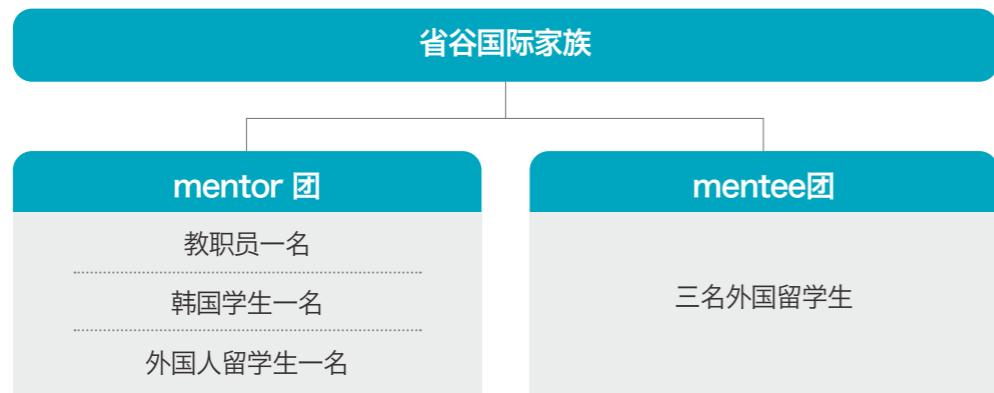 省谷国际家族
mentor 团
教职员一名
韩国学生一名
外国人留学生一名
mentee团
三名外国留学生